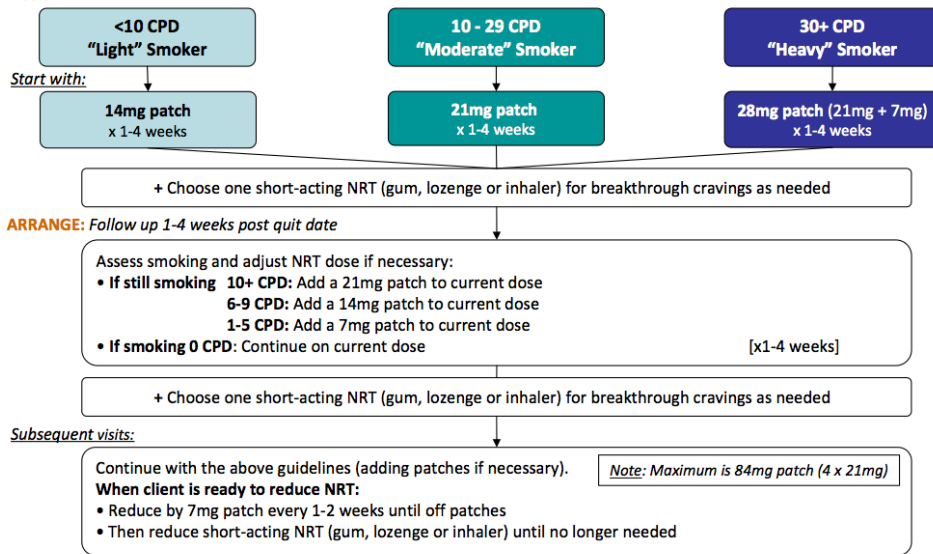 <10 CPD
"Light" Smoker
10 - 29 CPD
"Moderate" Smoker
30+ CPD
"Heavy" Smoker
Start with:
14mg patch
x 1-4 weeks
21mg patch
x 1-4 weeks
28mg patch (21mg + 7mg)
x 1-4 weeks
+ Choose one short-acting NRT (gum, lozenge or inhaler) for breakthrough cravings as needed
ARRANGE: Follow up 1-4 weeks post quit date
Assess smoking and adjust NRT dose if necessary:
• If still smoking 10+ CPD: Add a 21mg patch to current dose
6-9 CPD: Add a 14mg patch to current dose
1-5 CPD: Add a 7mg patch to current dose
• If smoking 0 CPD: Continue on current dose [x1-4 weeks]
+ Choose one short-acting NRT (gum, lozenge or inhaler) for breakthrough cravings as needed
Subsequent visits:
Continue with the above guidelines (adding patches if necessary).
Note: Maximum is 84mg patch (4 x 21mg)
When client is ready to reduce NRT:
• Reduce by 7mg patch every 1-2 weeks until off patches
• Then reduce short-acting NRT (gum, lozenge or inhaler) until no longer needed